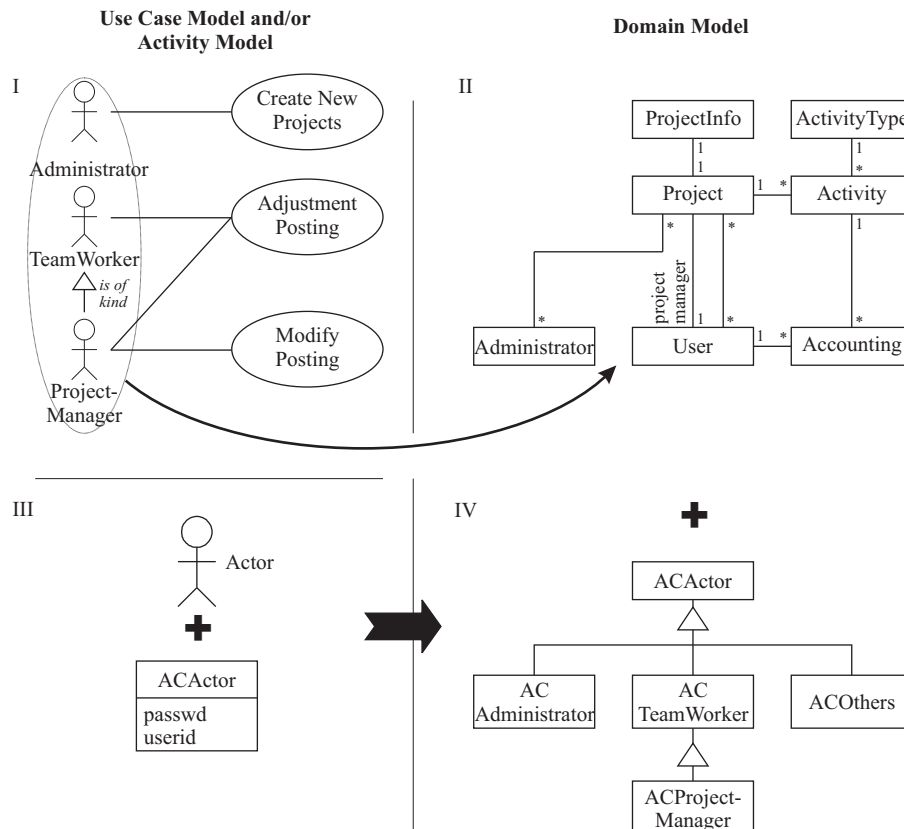 Use Case Model and/or
Activity Model
Domain Model
I
Administrator
TeamWorker
is of
kind
Project-
Manager
Create New
Projects
Adjustment
Posting
Modify
Posting
II
ProjectInfo
ActivityType
1
1
1
*
Project
1
*
Activity
*
*
1
project
manager
*
1
*
*
Administrator
User
1
*
Accounting
III
Actor
ACActor
passwd
userid
IV
ACActor
AC
Administrator
AC
TeamWorker
ACOthers
ACProject-
Manager